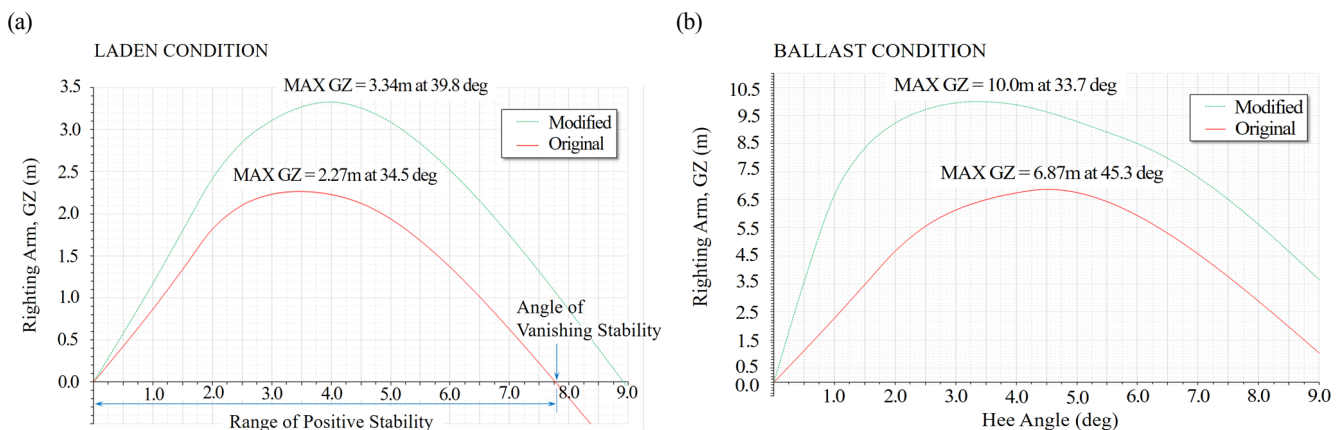 (a)
LADEN CONDITION
MAX GZ = 3.34m at 39.8 deg
Modified
Original
MAX GZ = 2.27m at 34.5 deg
Angle of
Vanishing Stability
Righting Arm, GZ (m)
3.5
3.0
2.5
2.0
1.5
1.0
0.5
0.0
1.0 2.0 3.0 4.0 5.0 6.0 7.0 8.0 9.0
Range of Positive Stability
(b)
BALLAST CONDITION
MAX GZ = 10.0m at 33.7 deg
Modified
Original
MAX GZ = 6.87m at 45.3 deg
Righting Arm, GZ (m)
10.5
9.5
8.5
7.5
6.5
5.5
4.5
3.5
2.5
1.5
0.5
0.0
1.0 2.0 3.0 4.0 5.0 6.0 7.0 8.0 9.0
Hee Angle (deg)